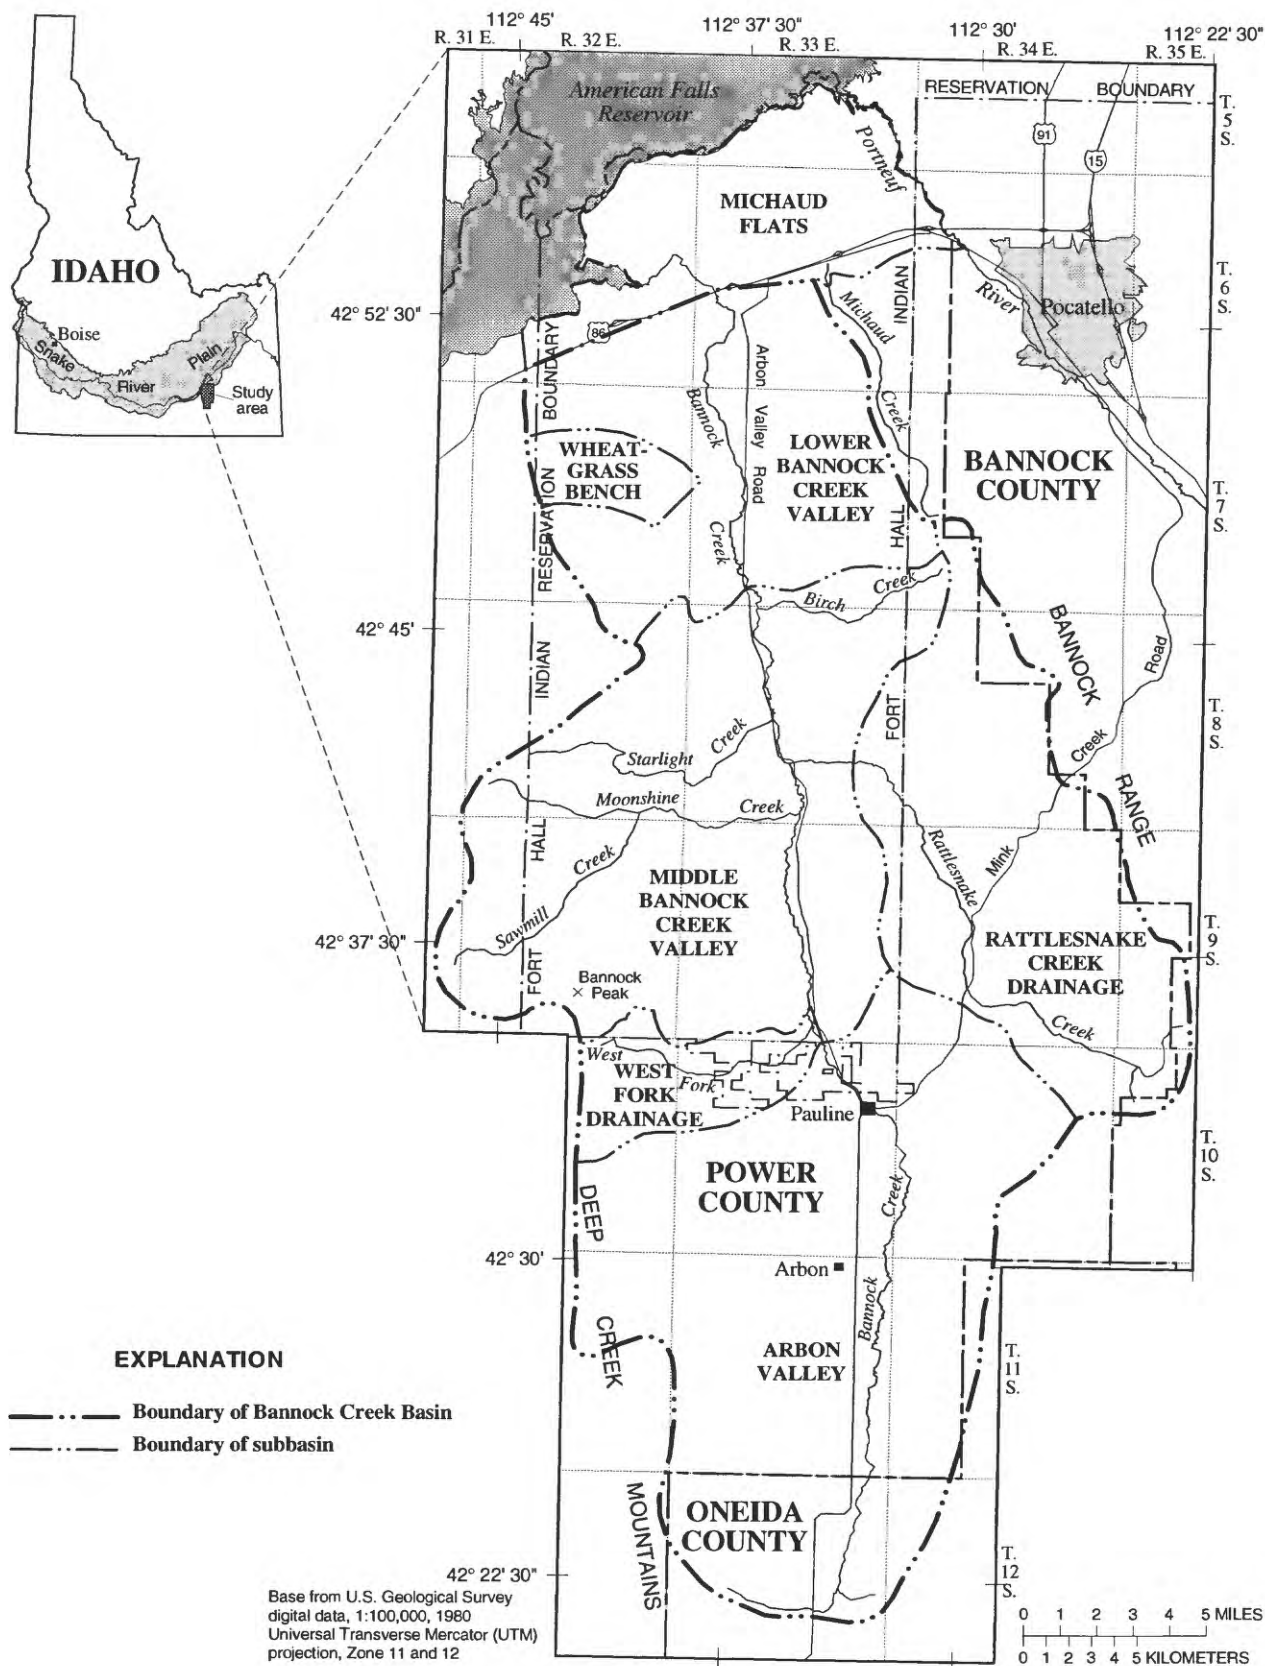 112° 45'
112° 37' 30"
112° 30'
112° 22' 30"
R. 31 E.
R. 32 E.
R. 33 E.
R. 34 E.
R. 35 E.
American Falls
Reservoir
RESERVATION BOUNDARY
T.
5
S.
91
15
Portneuf
MICHAUD
FLATS
IDAHO
Boise
Snake
River
Plain
Study
area
T.
6
S.
42° 52' 30"
86
INDIAN
River
Pocatello
Michaud
Creek
BOUNDARY
Arbon
Valley
Road
Bannock
Creek
WHEAT-
GRASS
BENCH
LOWER
BANNOCK
CREEK
VALLEY
BANNOCK
COUNTY
T.
7
S.
RESERVATION
HALL
Birch
Creek
42° 45'
BANNOCK
RANGE
Road
Creek
Mink
INDIAN
FORT
T.
8
S.
Starlight
Creek
Moonshine
Creek
HALL
Creek
Sawmill
Rattlesnake
MIDDLE
BANNOCK
CREEK
VALLEY
42° 37' 30"
FORT
Bannock
Peak
RATTLESNAKE
CREEK
DRAINAGE
Creek
T.
9
S.
West
Fork
WEST
FORK
DRAINAGE
Pauline
T.
10
S.
POWER
COUNTY
DEEP
CREEK
MOUNTAINS
Creek
Bannock
42° 30'
Arbon
ARBON
VALLEY
T.
11
S.
EXPLANATION
Boundary of Bannock Creek Basin
Boundary of subbasin
ONEIDA
COUNTY
T.
12
S.
42° 22' 30"
Base from U.S. Geological Survey
digital data, 1:100,000, 1980
Universal Transverse Mercator (UTM)
projection, Zone 11 and 12
0 1 2 3 4 5 MILES
0 1 2 3 4 5 KILOMETERS